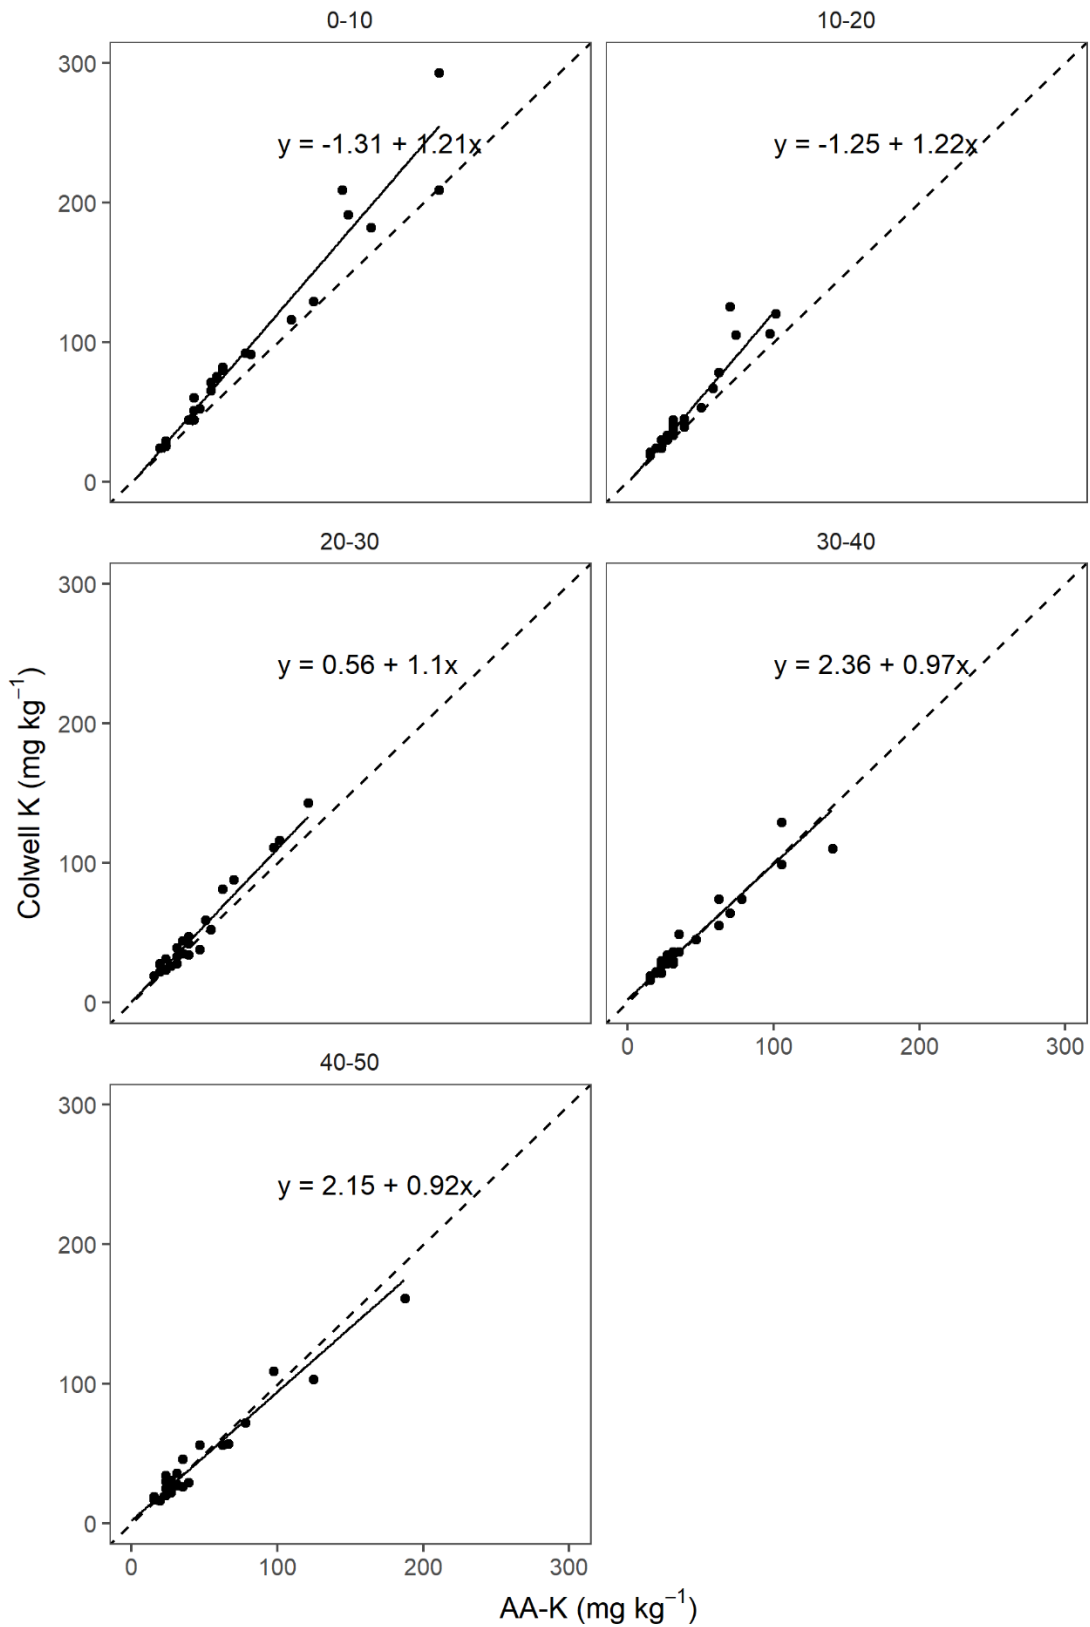 0-10
10-20
300
200
100
0
y = -1.31 + 1.21x
y = -1.25 + 1.22x
20-30
30-40
300
200
100
0
y = 0.56 + 1.1x
y = 2.36 + 0.97x
0 100 200 300
Colwell K (mg kg⁻¹)
40-50
300
200
100
0
y = 2.15 + 0.92x
0 100 200 300
AA-K (mg kg⁻¹)